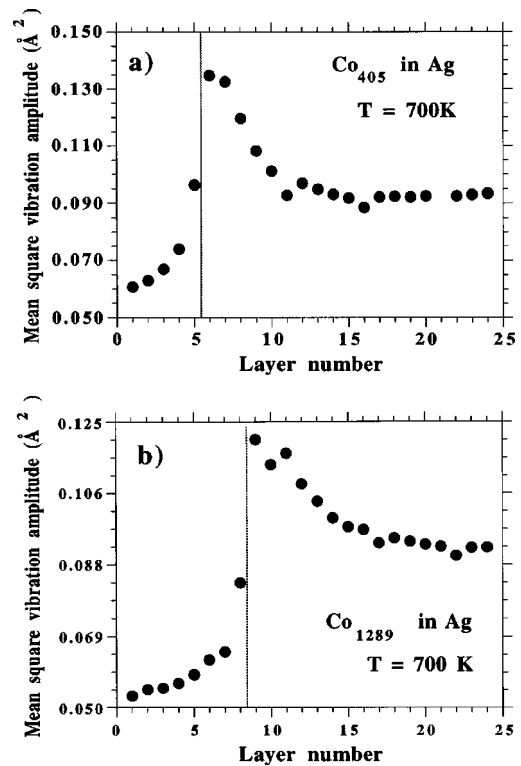 0.150
0.130
0.110
0.090
0.070
0.050
Mean square vibration amplitude (Å²)
a)
Co₄₀₅ in Ag
T = 700K
0 5 10 15 20 25
Layer number
0.125
0.106
0.088
0.069
0.050
Mean square vibration amplitude (Å²)
b)
Co₁₂₈₉ in Ag
T = 700 K
0 5 10 15 20 25
Layer number